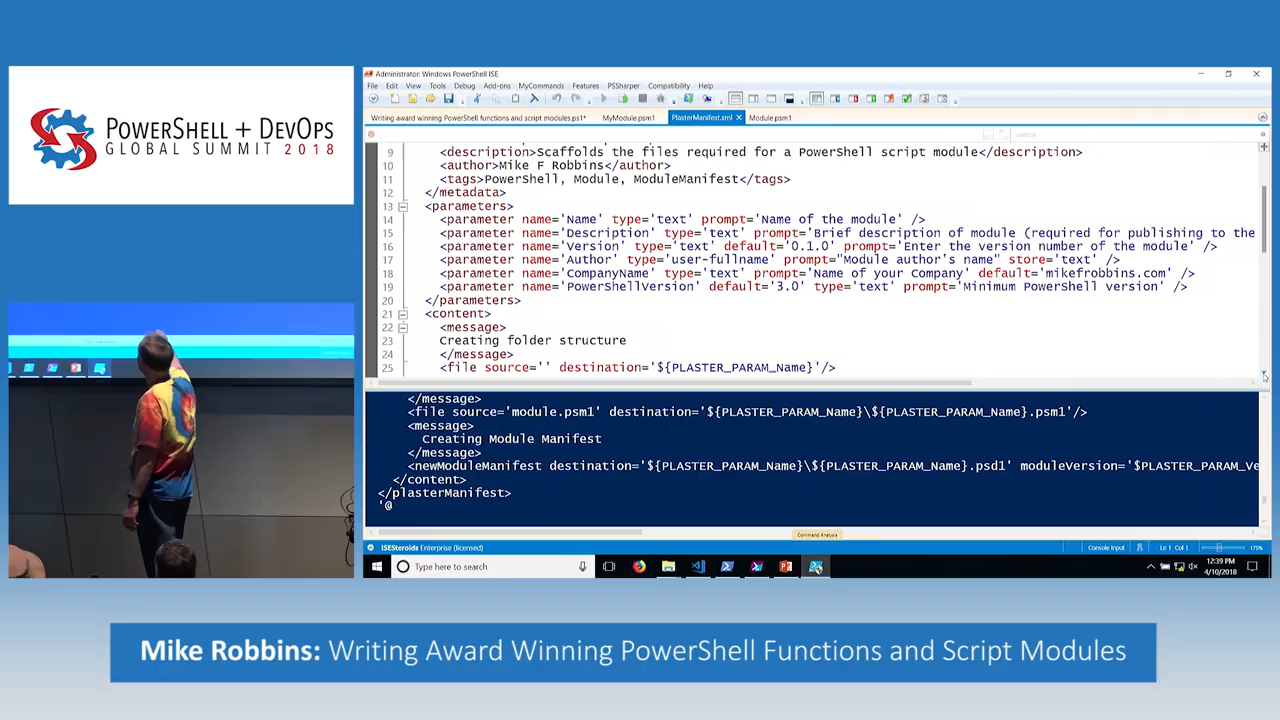 POWERSHELL + DEVOPS
GLOBAL SUMMIT 2018
Administrator: Windows PowerShell ISE
File Edit View Tools Debug Add-ons MyCommands Features PSSharper Compatibility Help
Writing award winning PowerShell functions and script modules.ps1* MyModule.psm1 PlasterManifest.xml Module.psm1
search
9 <description>Scaffolds the files required for a PowerShell script module</description>
10 <author>Mike F Robbins</author>
11 <tags>PowerShell, Module, ModuleManifest</tags>
12 </metadata>
13 <parameters>
14 <parameter name='Name' type='text' prompt='Name of the module' />
15 <parameter name='Description' type='text' prompt='Brief description of module (required for publishing to the
16 <parameter name='Version' type='text' default='0.1.0' prompt='Enter the version number of the module' />
17 <parameter name='Author' type='user-fullname' prompt="Module author's name" store='text' />
18 <parameter name='CompanyName' type='text' prompt='Name of your Company' default='mikefrobbins.com' />
19 <parameter name='PowerShellVersion' default='3.0' type='text' prompt='Minimum PowerShell version' />
20 </parameters>
21 <content>
22 <message>
23 Creating folder structure
24 </message>
25 <file source='' destination='${PLASTER_PARAM_Name}'/>
</message>
<file source='module.psm1' destination='${PLASTER_PARAM_Name}\${PLASTER_PARAM_Name}.psm1'/>
<message>
Creating Module Manifest
</message>
<newModuleManifest destination='${PLASTER_PARAM_Name}\${PLASTER_PARAM_Name}.psd1' moduleVersion='$PLASTER_PARAM_Ve
</content>
</plasterManifest>
'@
Command Analysis
ISESteroids Enterprise (licensed) Console Input Ln 1 Col 1 175%
Type here to search
12:39 PM
4/10/2018
Mike Robbins: Writing Award Winning PowerShell Functions and Script Modules